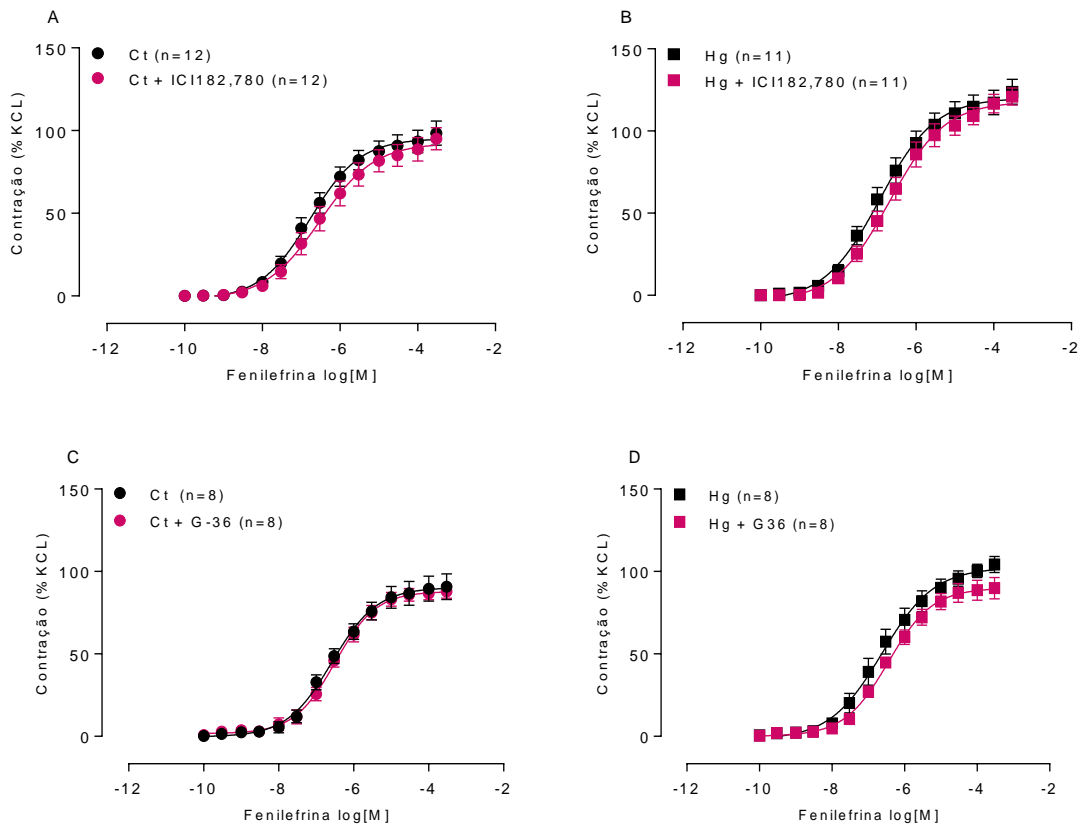 A
Ct (n=12)
Ct + ICI182,780 (n=12)
150
100
50
0
Contração (%KCL)
-12 -10 -8 -6 -4 -2
Fenilefrina log[M]
B
Hg (n=11)
Hg + ICI182,780 (n=11)
150
100
50
0
Contração (%KCL)
-12 -10 -8 -6 -4 -2
Fenilefrina log[M]
C
Ct (n=8)
Ct + G-36 (n=8)
150
100
50
0
Contração (%KCL)
-12 -10 -8 -6 -4 -2
Fenilefrina log[M]
D
Hg (n=8)
Hg + G36 (n=8)
150
100
50
0
Contração (%KCL)
-12 -10 -8 -6 -4 -2
Fenilefrina log[M]